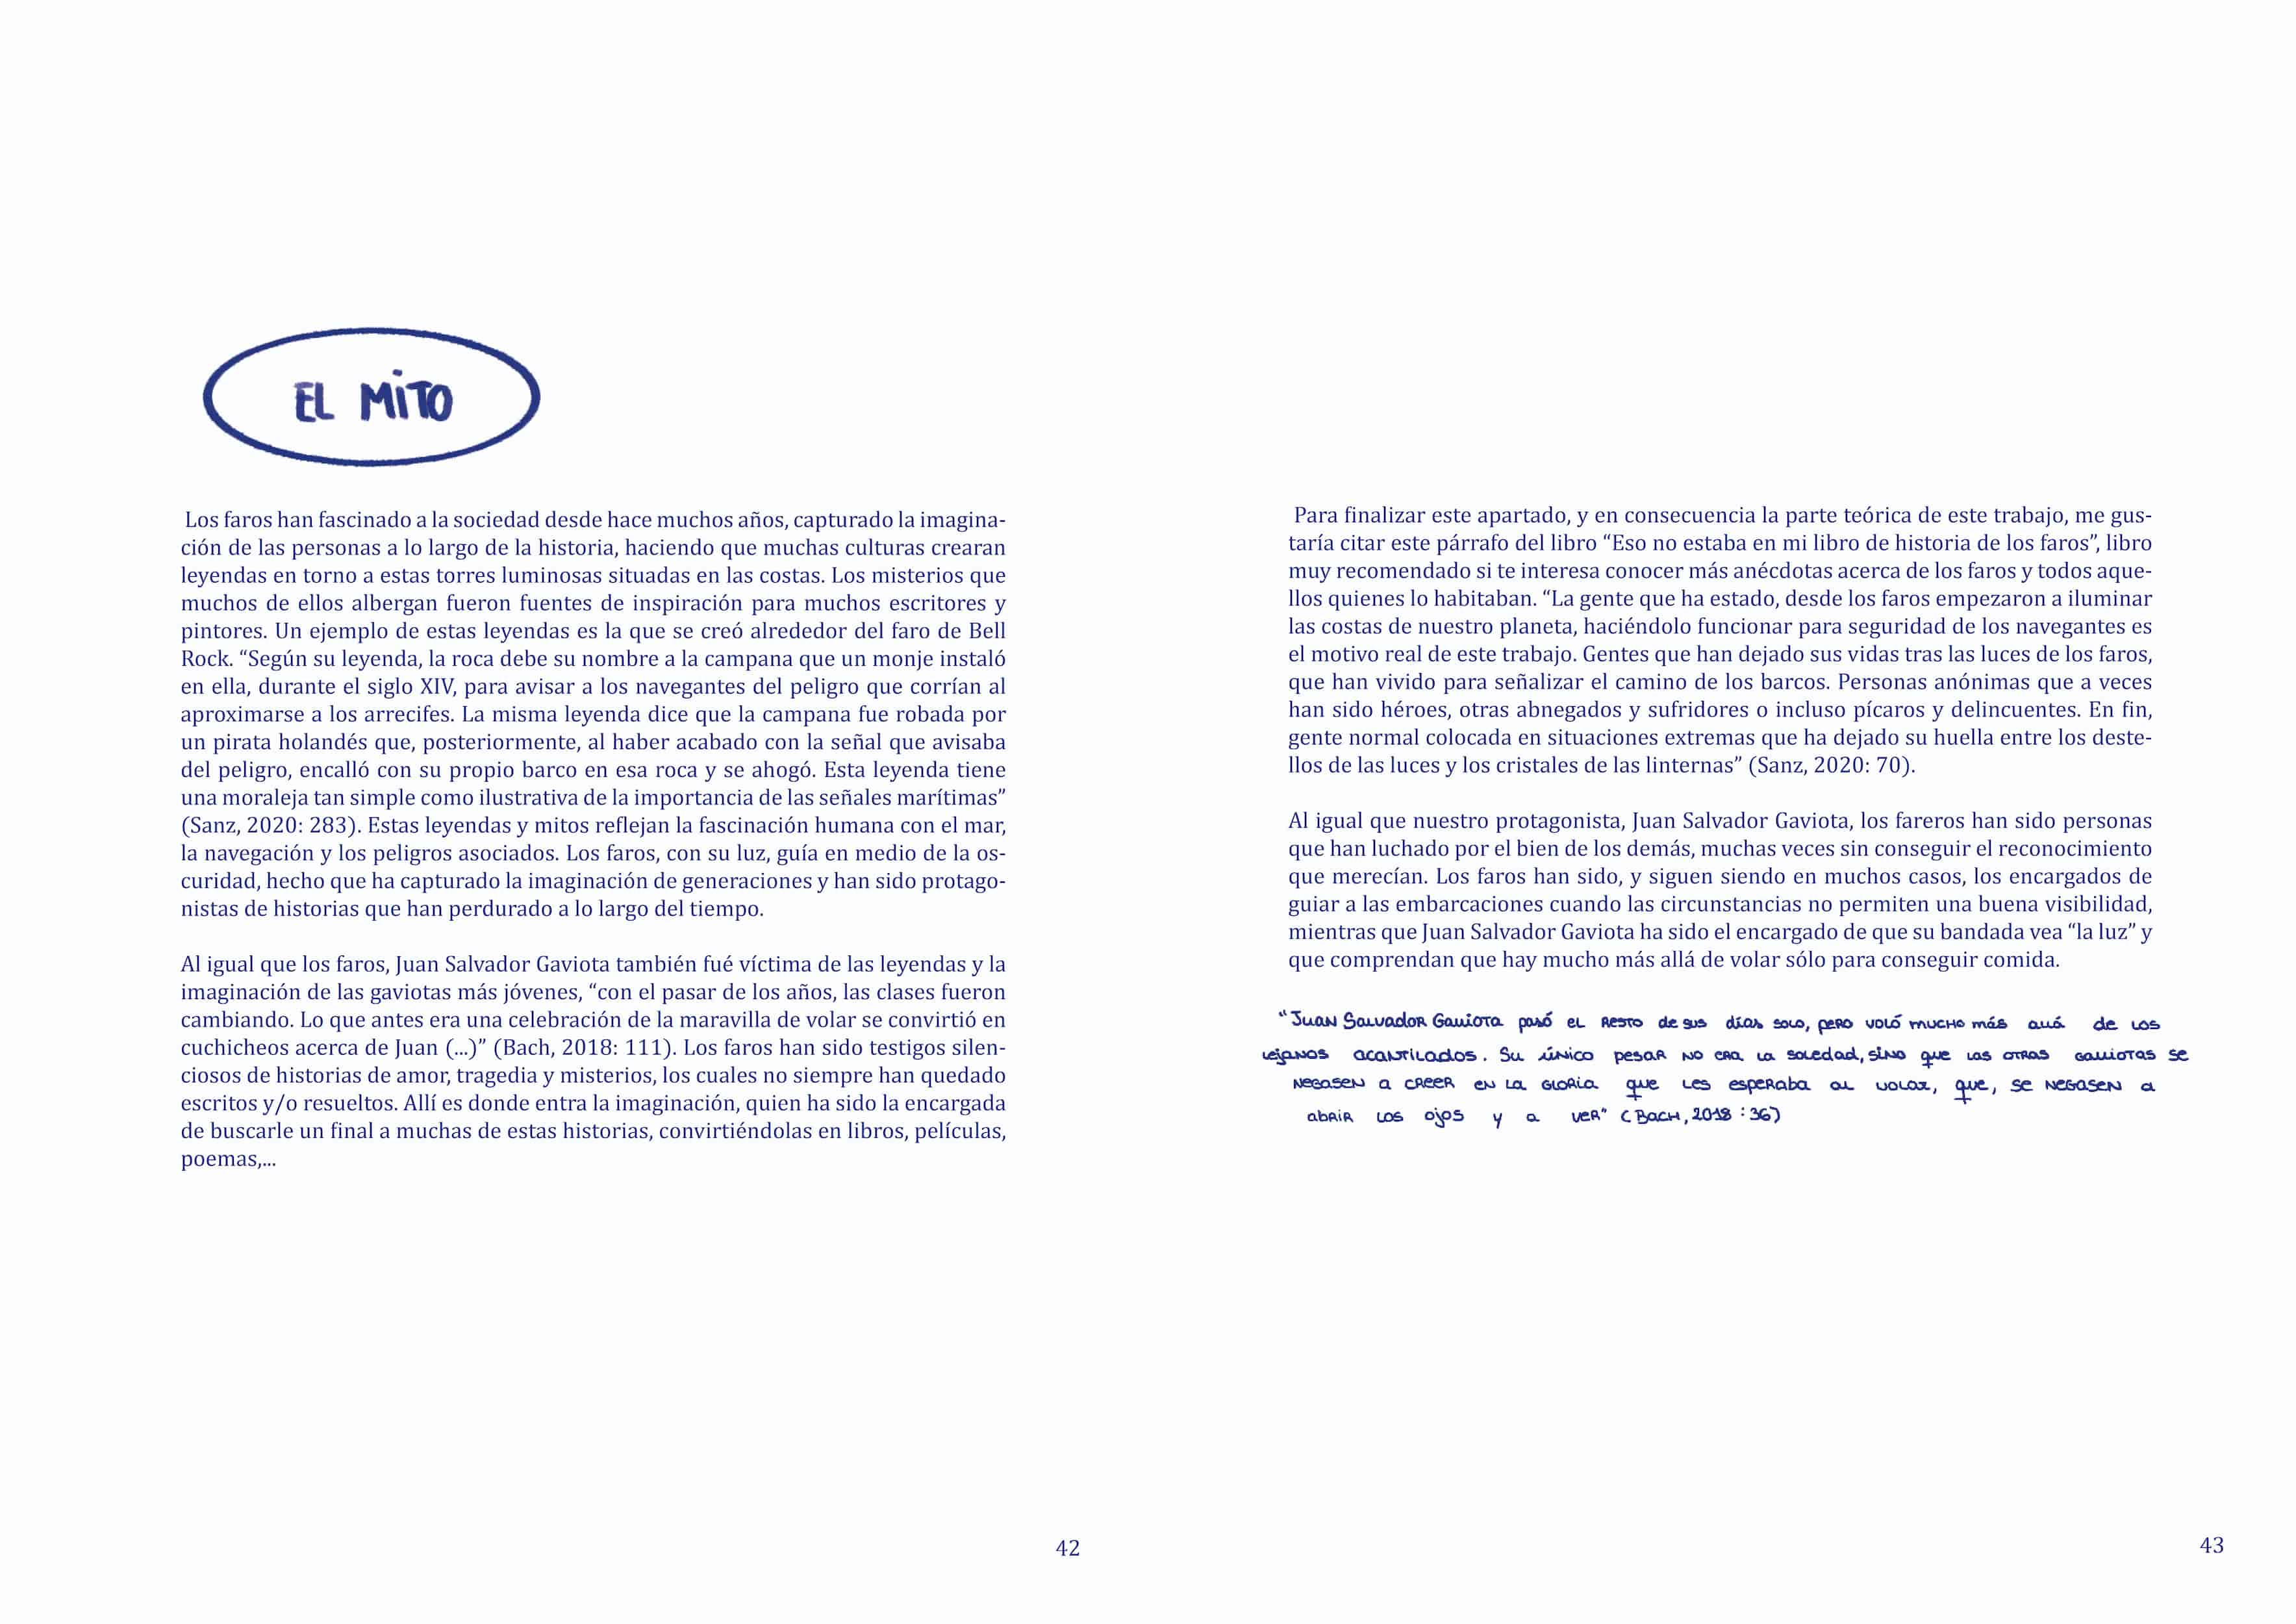 EL MiTO
Los faros han fascinado a la sociedad desde hace muchos años, capturado la imagina-
ción de las personas a lo largo de la historia, haciendo que muchas culturas crearan
leyendas en torno a estas torres luminosas situadas en las costas. Los misterios que
muchos de ellos albergan fueron fuentes de inspiración para muchos escritores y
pintores. Un ejemplo de estas leyendas es la que se creó alrededor del faro de Bell
Rock. “Según su leyenda, la roca debe su nombre a la campana que un monje instaló
en ella, durante el siglo XIV, para avisar a los navegantes del peligro que corrían al
aproximarse a los arrecifes. La misma leyenda dice que la campana fue robada por
un pirata holandés que, posteriormente, al haber acabado con la señal que avisaba
del peligro, encalló con su propio barco en esa roca y se ahogó. Esta leyenda tiene
una moraleja tan simple como ilustrativa de la importancia de las señales marítimas”
(Sanz, 2020: 283). Estas leyendas y mitos reflejan la fascinación humana con el mar,
la navegación y los peligros asociados. Los faros, con su luz, guía en medio de la os-
curidad, hecho que ha capturado la imaginación de generaciones y han sido protago-
nistas de historias que han perdurado a lo largo del tiempo.
Al igual que los faros, Juan Salvador Gaviota también fué víctima de las leyendas y la
imaginación de las gaviotas más jóvenes, “con el pasar de los años, las clases fueron
cambiando. Lo que antes era una celebración de la maravilla de volar se convirtió en
cuchicheos acerca de Juan (...)” (Bach, 2018: 111). Los faros han sido testigos silen-
ciosos de historias de amor, tragedia y misterios, los cuales no siempre han quedado
escritos y/o resueltos. Allí es donde entra la imaginación, quien ha sido la encargada
de buscarle un final a muchas de estas historias, convirtiéndolas en libros, películas,
poemas,...
42
Para finalizar este apartado, y en consecuencia la parte teórica de este trabajo, me gus-
taría citar este párrafo del libro “Eso no estaba en mi libro de historia de los faros”, libro
muy recomendado si te interesa conocer más anécdotas acerca de los faros y todos aque-
llos quienes lo habitaban. “La gente que ha estado, desde los faros empezaron a iluminar
las costas de nuestro planeta, haciéndolo funcionar para seguridad de los navegantes es
el motivo real de este trabajo. Gentes que han dejado sus vidas tras las luces de los faros,
que han vivido para señalizar el camino de los barcos. Personas anónimas que a veces
han sido héroes, otras abnegados y sufridores o incluso pícaros y delincuentes. En fin,
gente normal colocada en situaciones extremas que ha dejado su huella entre los deste-
llos de las luces y los cristales de las linternas” (Sanz, 2020: 70).
Al igual que nuestro protagonista, Juan Salvador Gaviota, los fareros han sido personas
que han luchado por el bien de los demás, muchas veces sin conseguir el reconocimiento
que merecían. Los faros han sido, y siguen siendo en muchos casos, los encargados de
guiar a las embarcaciones cuando las circunstancias no permiten una buena visibilidad,
mientras que Juan Salvador Gaviota ha sido el encargado de que su bandada vea “la luz” y
que comprendan que hay mucho más allá de volar sólo para conseguir comida.
“Juan Salvador Gaviota pasó el resto de sus días solo, pero voló mucho más allá de los
lejanos acantilados. Su único pesar no era la soledad, sino que las otras gaviotas se
negasen a creer en la gloria que les esperaba al volar, que, se negasen a
abrir los ojos y a ver” (Bach, 2018 : 36)
43